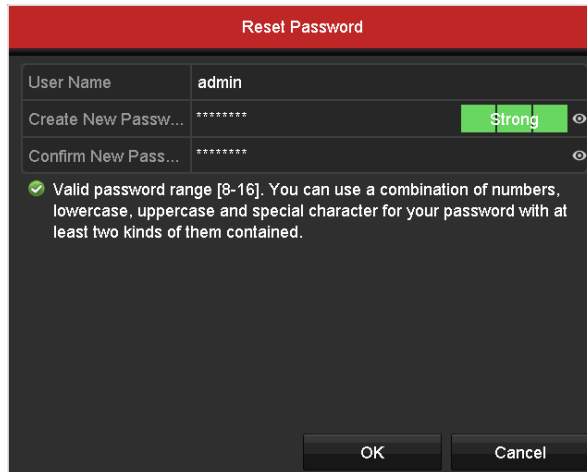 Reset Password
User Name admin
Create New Passw... ******** Strong
Confirm New Pass... ********
Valid password range [8-16]. You can use a combination of numbers,
lowercase, uppercase and special character for your password with at
least two kinds of them contained.
OK Cancel